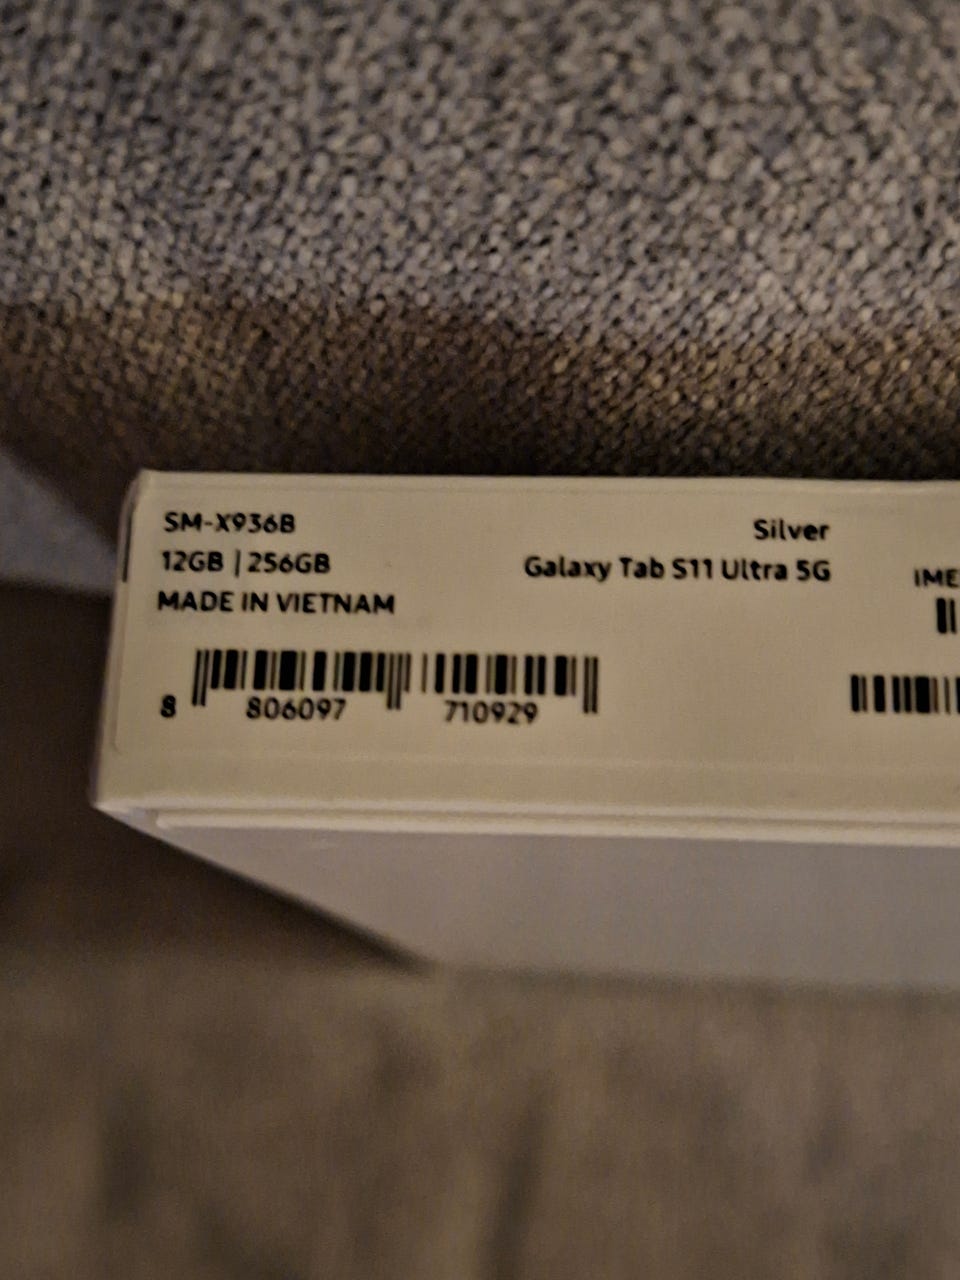 SM-X936B
12GB | 256GB
MADE IN VIETNAM
Silver
Galaxy Tab S11 Ultra 5G
8 806097 710929